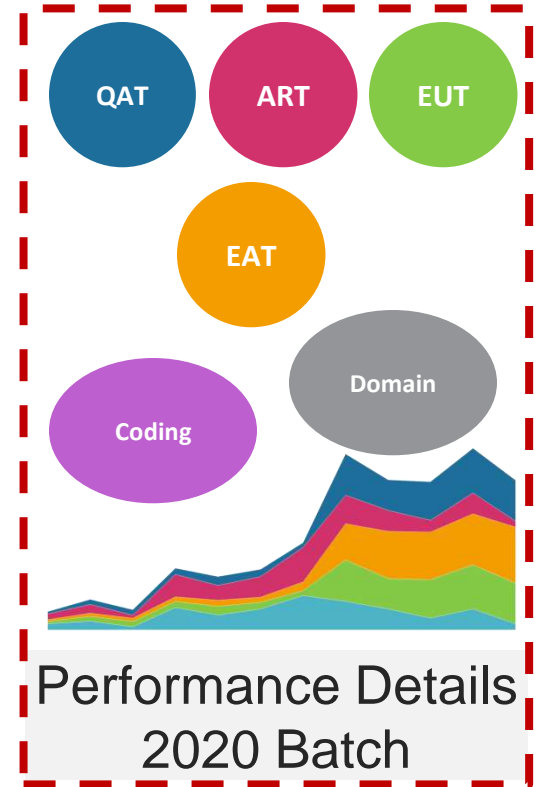 QAT
ART
EUT
EAT
Domain
Coding
Performance Details
2020 Batch